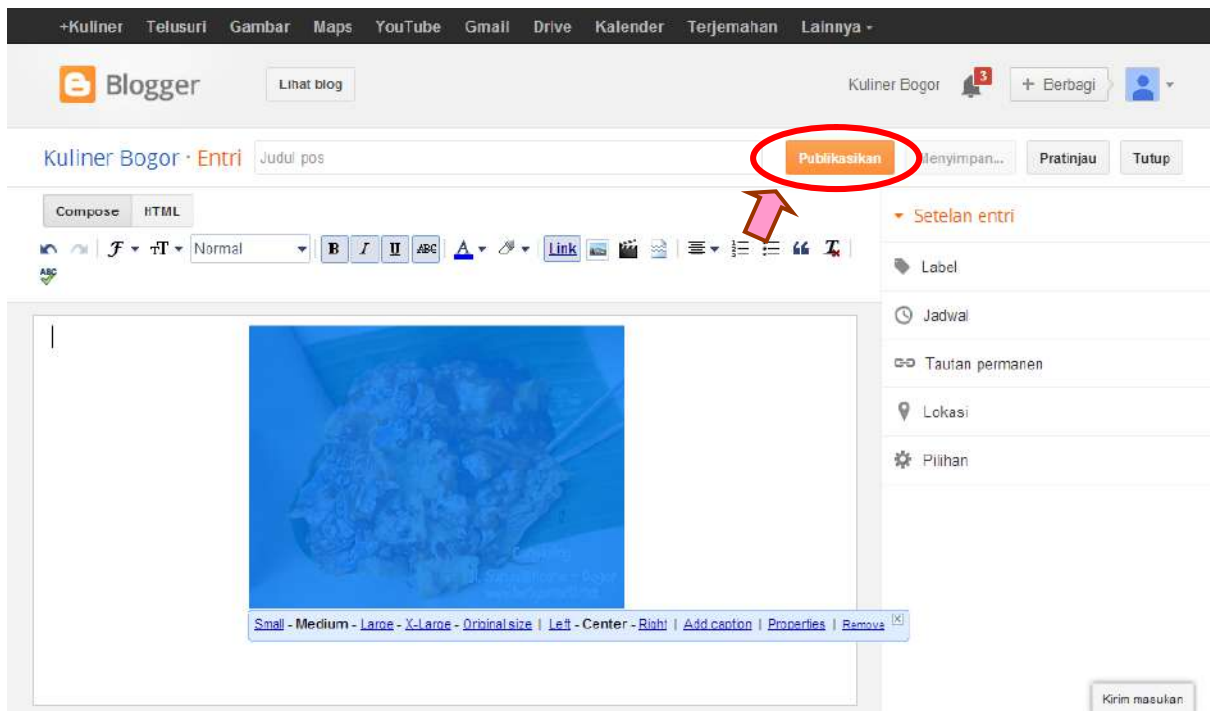 +Kuliner Telusuri Gambar Maps YouTube Gmail Drive Kalender Terjemahan Lainnya
Blogger Lihat blog Kuliner Bogor 3 + Berbagi
Kuliner Bogor · Entri Judul pos Publikasikan Menyimpan... Pratinjau Tutup
Compose HTML
Setelan entri
F T Normal B I U ABC A Link
ABC
Label
Jadwal
Tautan permanen
Lokasi
Pilihan
Small - Medium - Large - X-Large - Original size | Left - Center - Right | Add caption | Properties | Remove
Kirim masukan